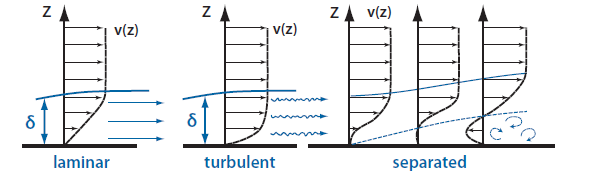 Z
v(z)
δ
laminar
Z
v(z)
δ
turbulent
Z
v(z)
separated